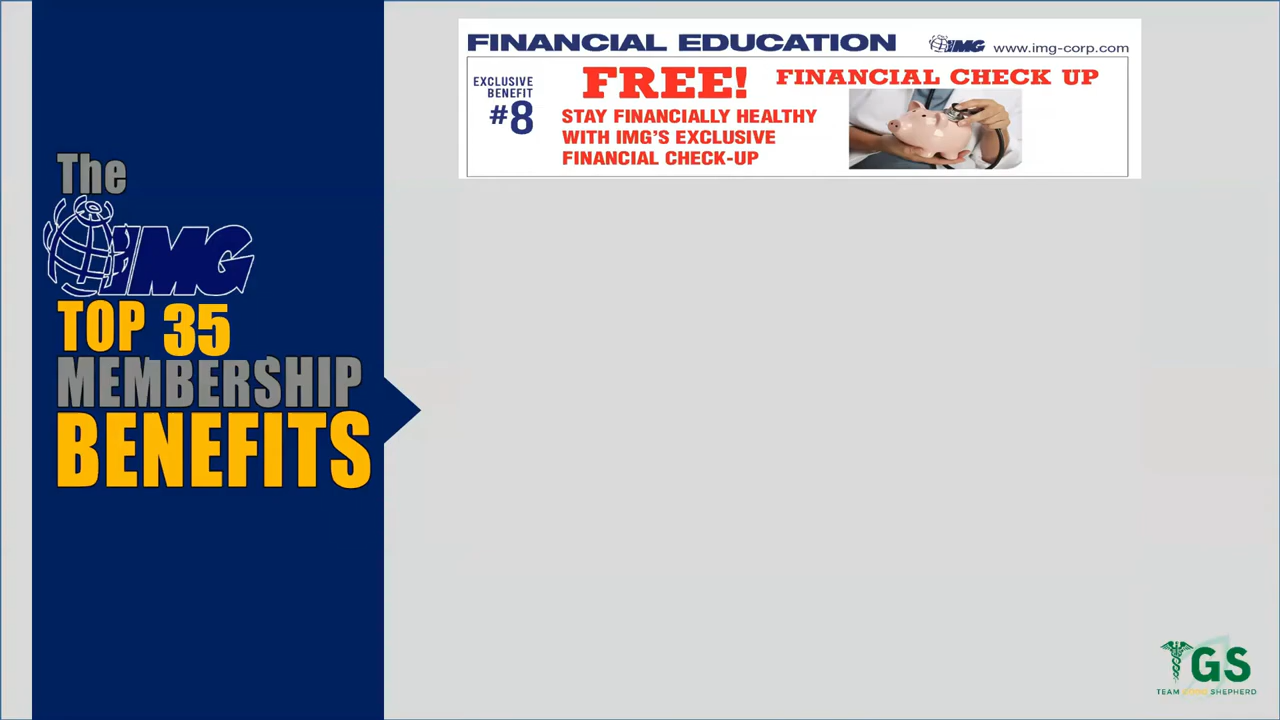 The
IMG
TOP 35
MEMBERSHIP
BENEFITS
FINANCIAL EDUCATION
IMG www.img-corp.com
EXCLUSIVE
BENEFIT
#8
FREE!
STAY FINANCIALLY HEALTHY
WITH IMG'S EXCLUSIVE
FINANCIAL CHECK-UP
FINANCIAL CHECK UP
GS
TEAM GOOD SHEPHERD